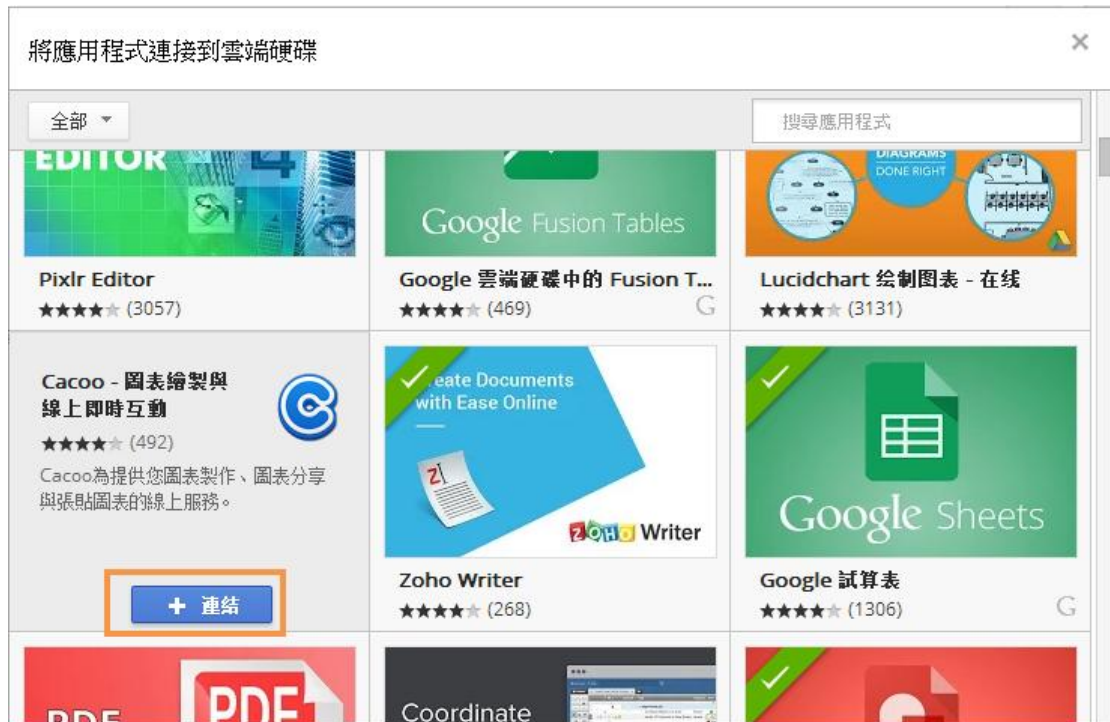 將應用程式連接到雲端硬碟
全部
搜尋應用程式
EDITOR
Google Fusion Tables
DIAGRAMS
DONE RIGHT
Pixlr Editor
★★★★☆ (3057)
Google 雲端硬碟中的 Fusion T...
★★★★☆ (469)
G
Lucidchart 绘制图表 - 在线
★★★★☆ (3131)
Cacoo - 圖表繪製與
線上即時互動
★★★★☆ (492)
Cacoo為提供您圖表製作、圖表分享
與張貼圖表的線上服務。
+ 連結
eate Documents
with Ease Online
ZOHO Writer
Zoho Writer
★★★★☆ (268)
Google Sheets
Google 試算表
★★★★☆ (1306)
G
PDF
PDF
Coordinate